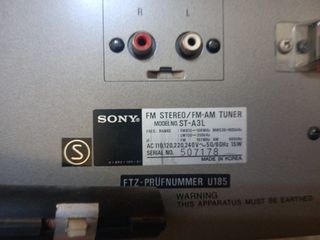 R L
SONY®
FM STEREO/FM-AM TUNER
MODEL NO. ST-A3L
AC 110,120,220,240V~50/60Hz 15W
SERIAL NO. 507178
MADE IN KOREA
S
FTZ-PRÜFNUMMER U185
WARNING
THIS APPARATUS MUST BE EARTHED